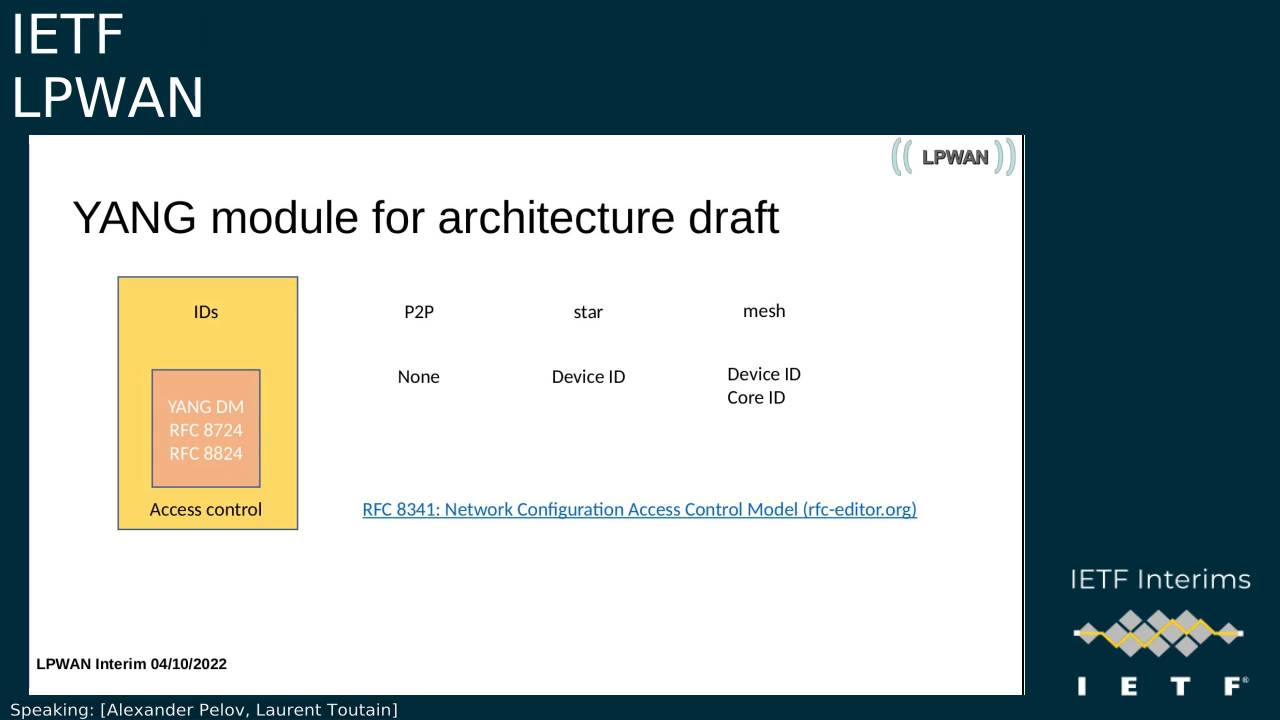 IETF
LPWAN
LPWAN
YANG module for architecture draft
IDs
P2P
star
mesh
None
Device ID
Device ID
Core ID
YANG DM
RFC 8724
RFC 8824
Access control
RFC 8341: Network Configuration Access Control Model (rfc-editor.org)
IETF Interims
I E T F®
LPWAN Interim 04/10/2022
Speaking: [Alexander Pelov, Laurent Toutain]